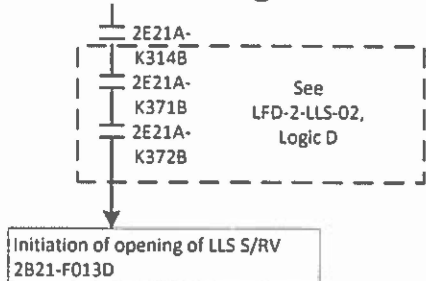 2E21A-
K314B
2E21A-
K371B
2E21A-
K372B
See
LFD-2-LLS-02,
Logic D
Initiation of opening of LLS S/RV
2B21-F013D